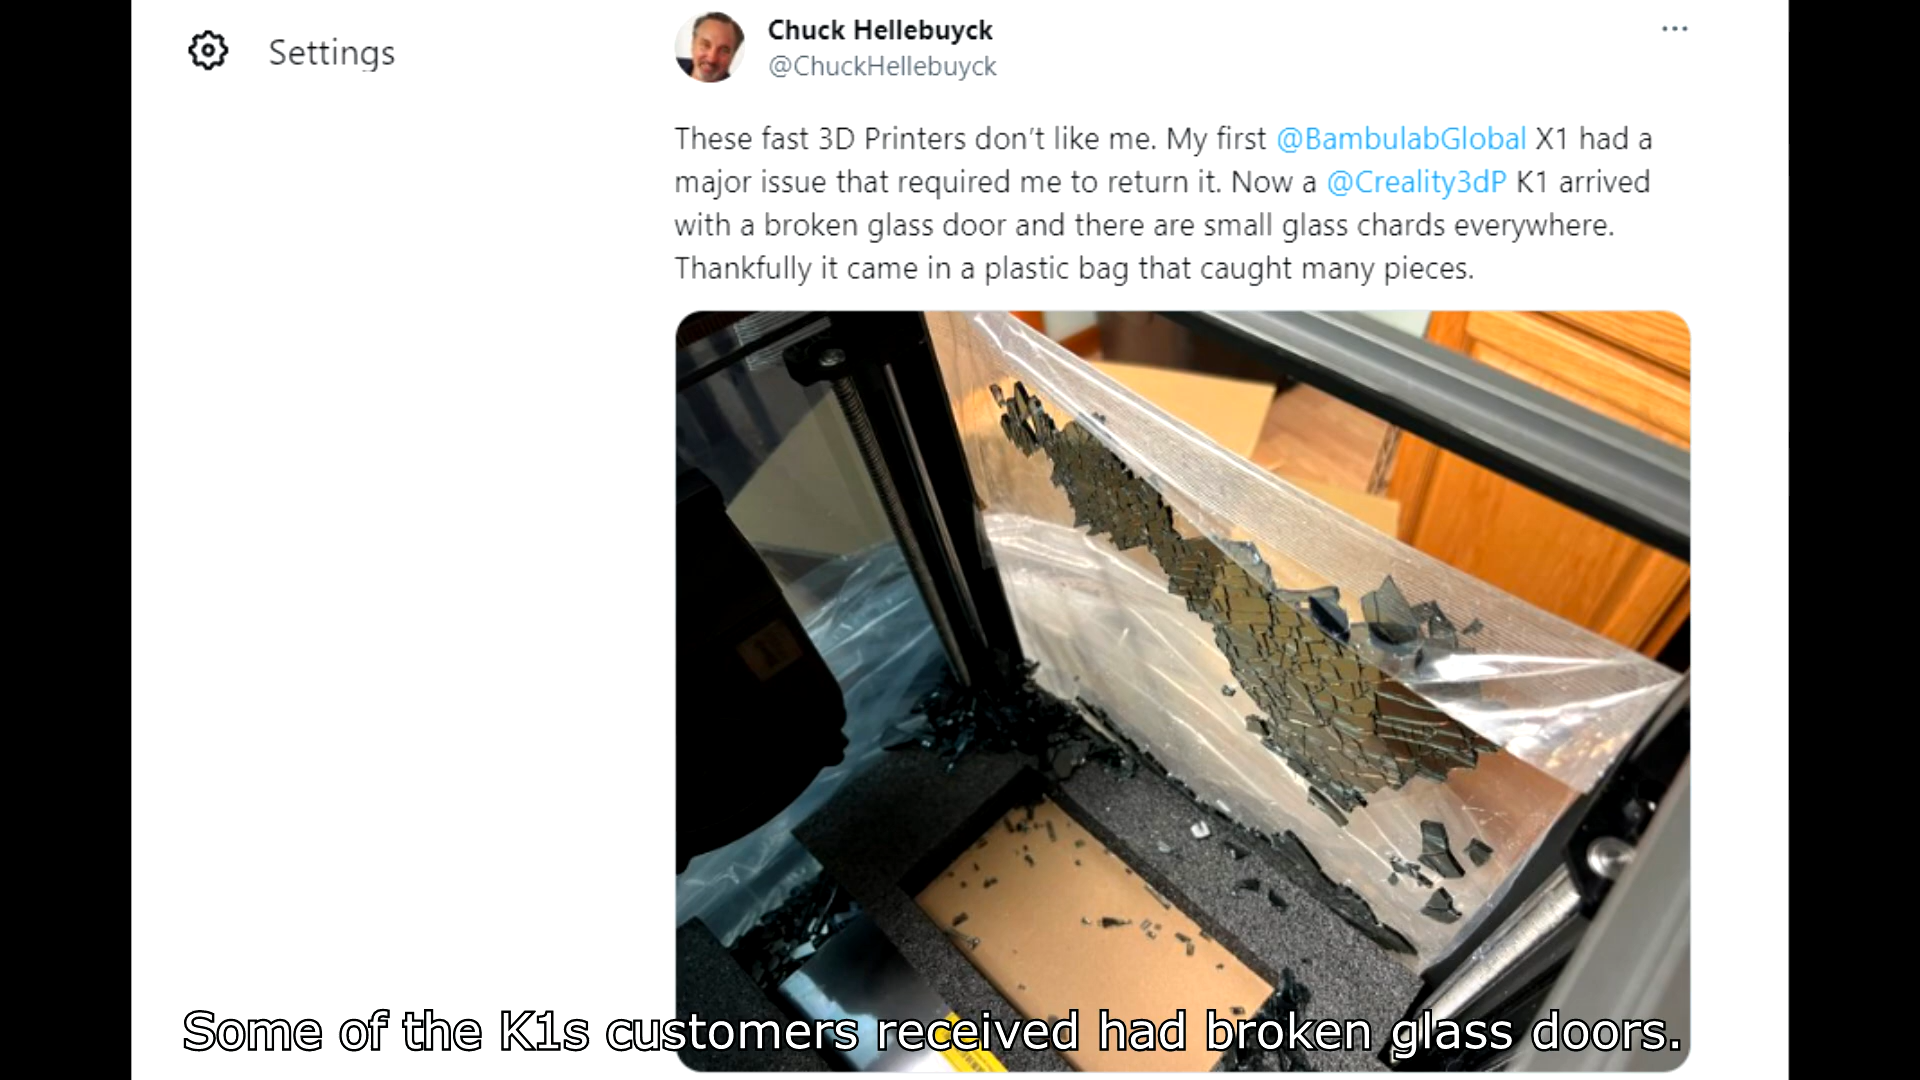 Settings
Chuck Hellebuyck
@ChuckHellebuyck
These fast 3D Printers don’t like me. My first @BambulabGlobal X1 had a
major issue that required me to return it. Now a @Creality3dP K1 arrived
with a broken glass door and there are small glass chards everywhere.
Thankfully it came in a plastic bag that caught many pieces.
Some of the K1s customers received had broken glass doors.